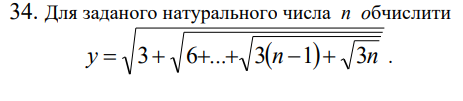 34. Для заданого натурального числа n обчислити
y = √(3 + √(6+...+√(3(n−1)+ √(3n)))) .